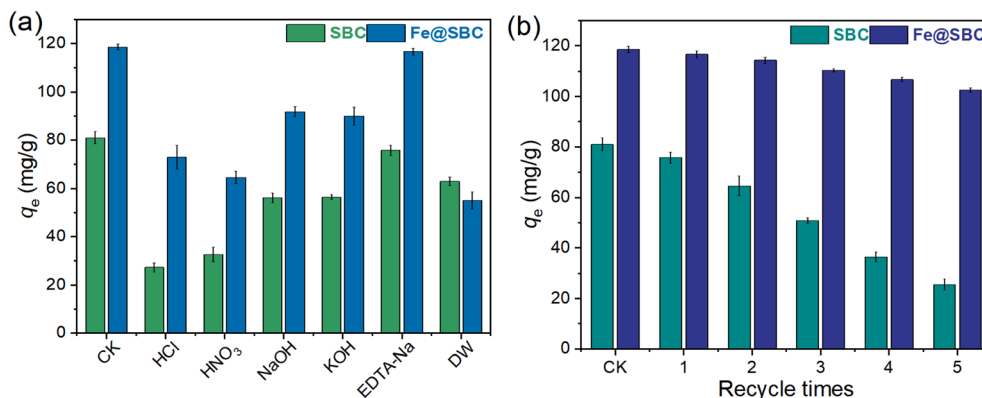 (a)
SBC Fe@SBC
120
100
80
60
40
20
0
qe (mg/g)
CK HCl HNO3 NaOH KOH EDTA-Na DW
(b)
SBC Fe@SBC
120
100
80
60
40
20
0
qe (mg/g)
CK 1 2 3 4 5
Recycle times